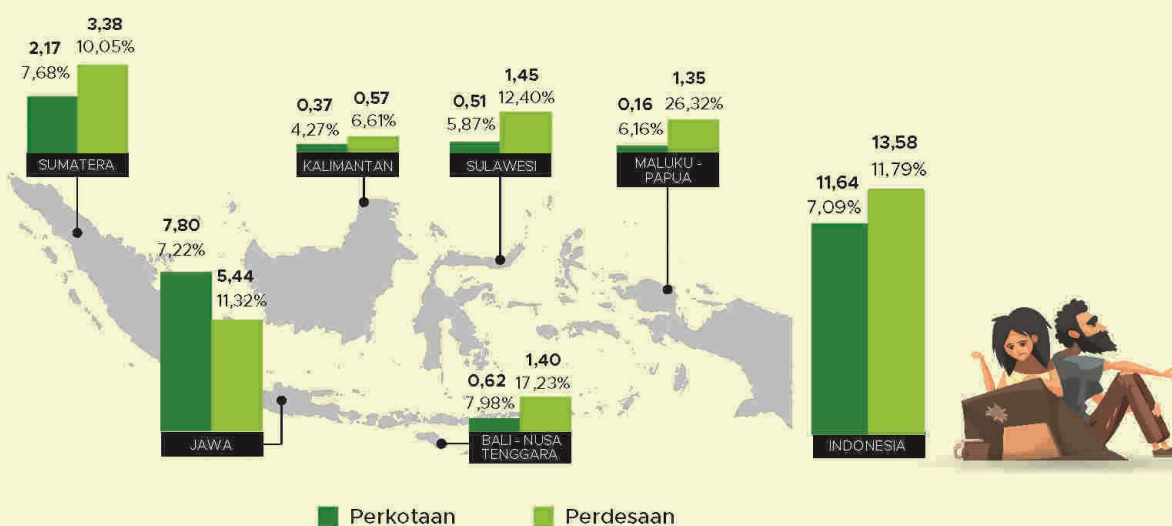 2,17
7,68%
3,38
10,05%
SUMATERA
0,37
4,27%
0,57
6,61%
KALIMANTAN
0,51
5,87%
1,45
12,40%
SULAWESI
0,16
6,16%
1,35
26,32%
MALUKU -
PAPUA
7,80
7,22%
5,44
11,32%
JAWA
0,62
7,98%
1,40
17,23%
BALI - NUSA
TENGGARA
11,64
7,09%
13,58
11,79%
INDONESIA
Perkotaan
Perdesaan